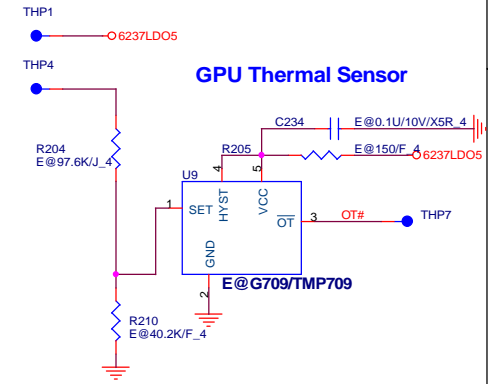 THP1
6237LDO5
THP4
GPU Thermal Sensor
C234
E@0.1U/10V/X5R_4
R204
E@97.6K/J_4
R205
E@150/F_4
6237LDO5
U9
4
5
1
SET
HYST
VCC
OT
3
OT#
THP7
GND
2
E@G709/TMP709
R210
E@40.2K/F_4